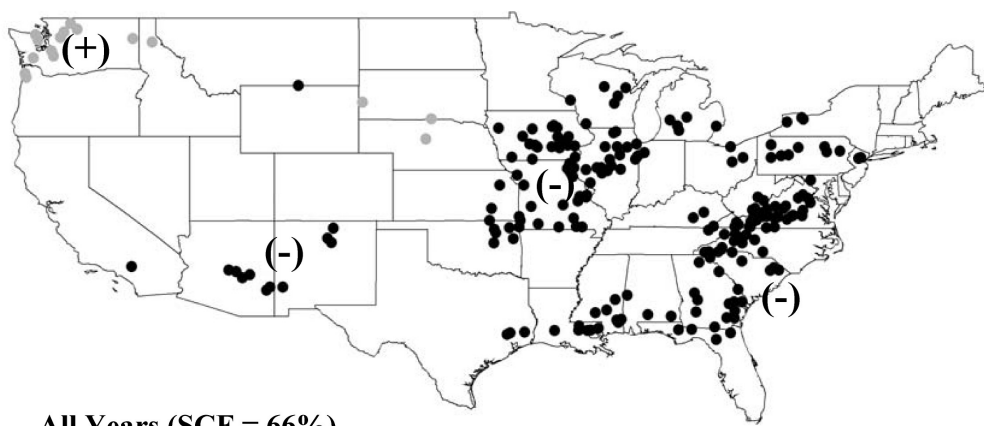 (+)
(-)
(-)
(-)
All Years (SCF = 66%)